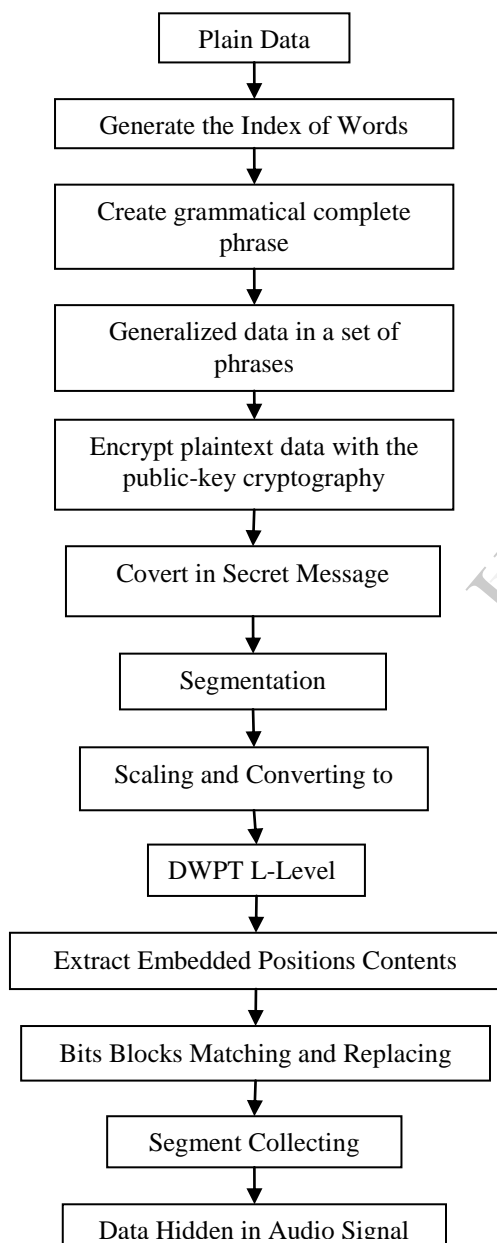 Plain Data
Generate the Index of Words
Create grammatical complete
phrase
Generalized data in a set of
phrases
Encrypt plaintext data with the
public-key cryptography
Covert in Secret Message
Segmentation
Scaling and Converting to
DWPT L-Level
Extract Embedded Positions Contents
Bits Blocks Matching and Replacing
Segment Collecting
Data Hidden in Audio Signal